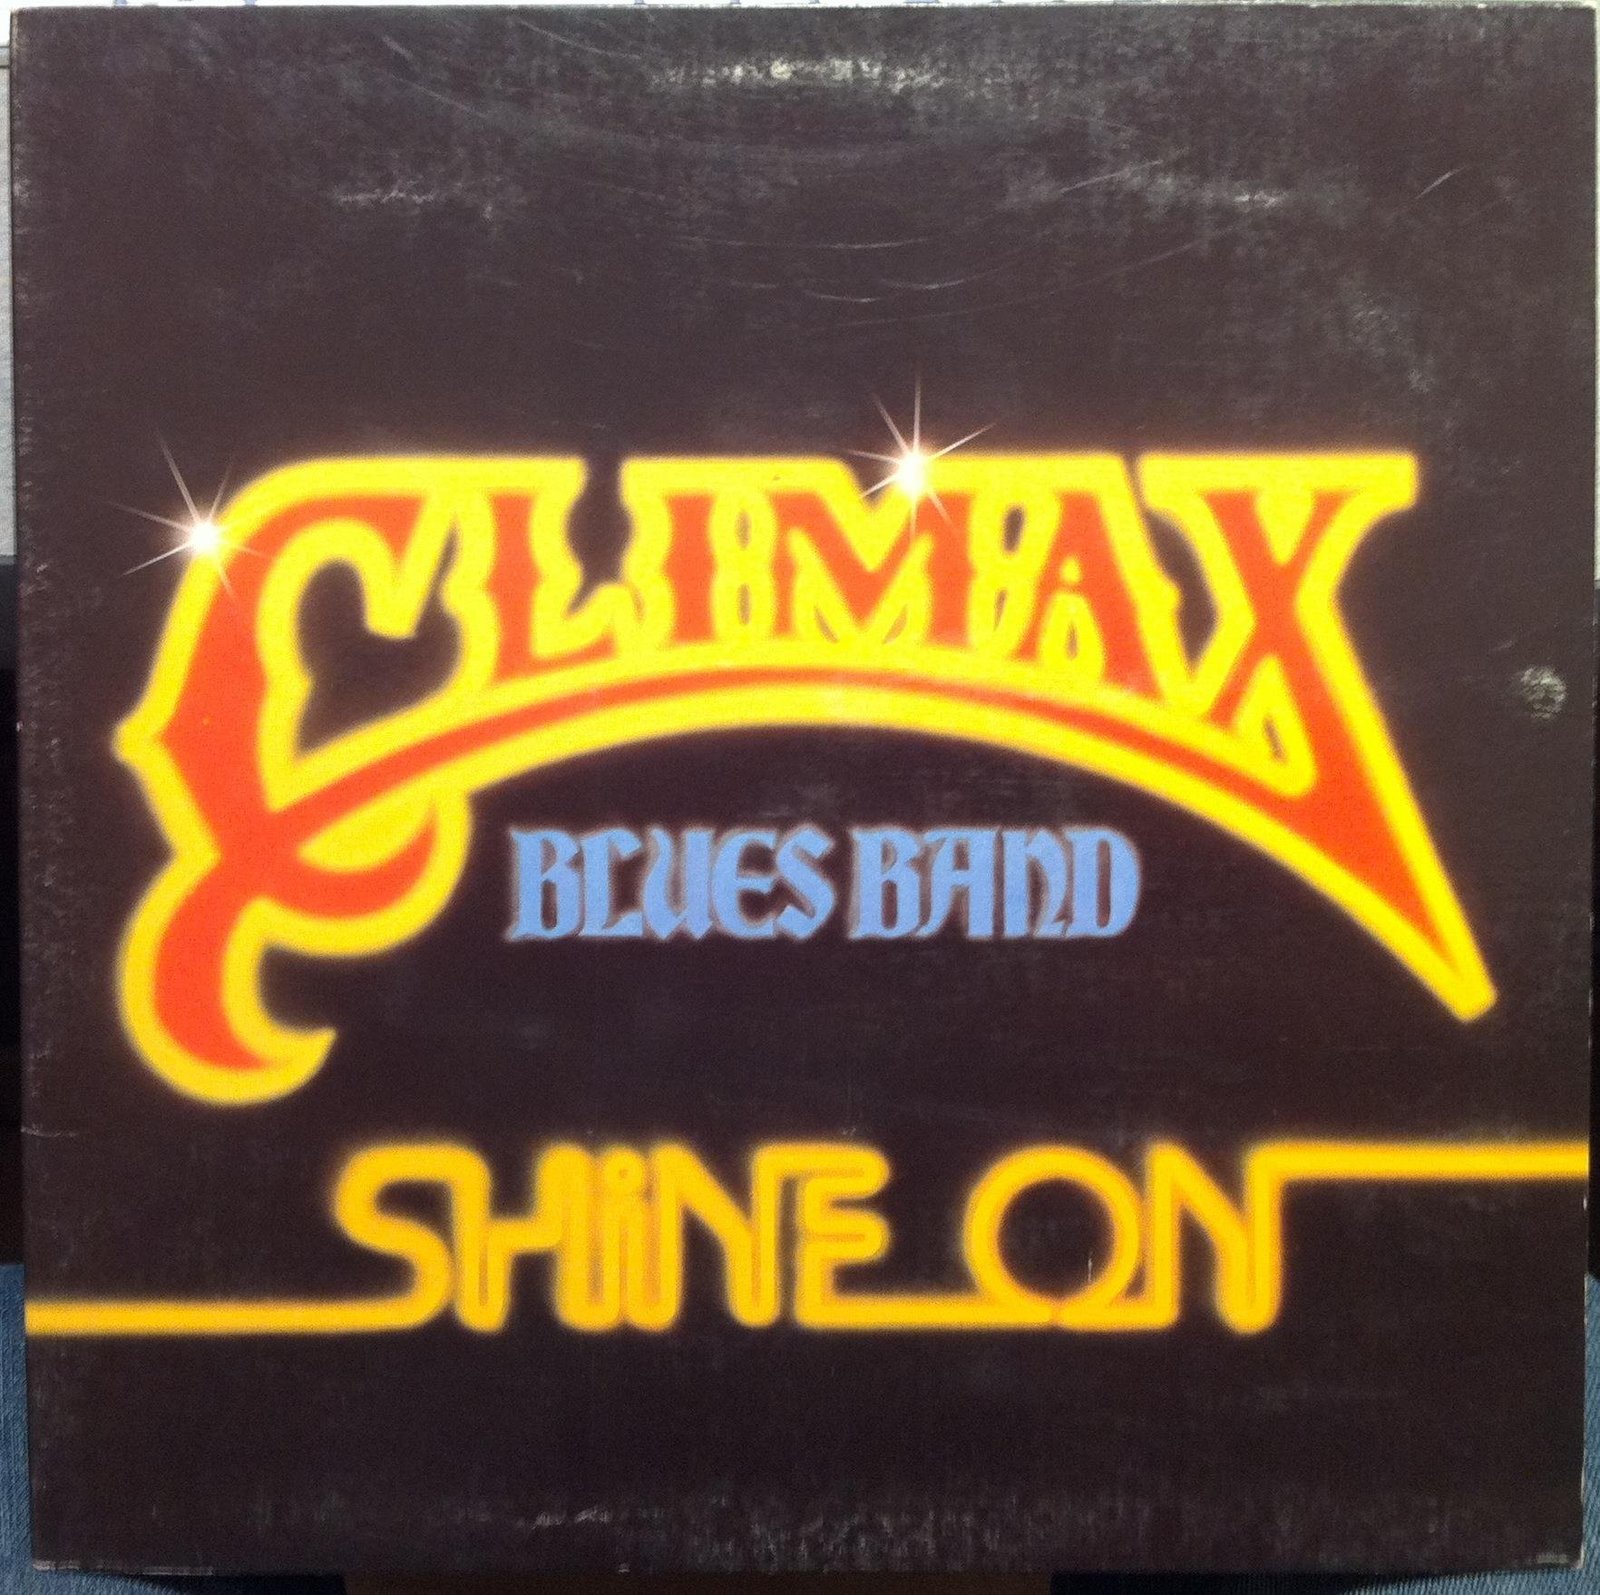 CLIMAX
BLUES BAND
SHiNE ON